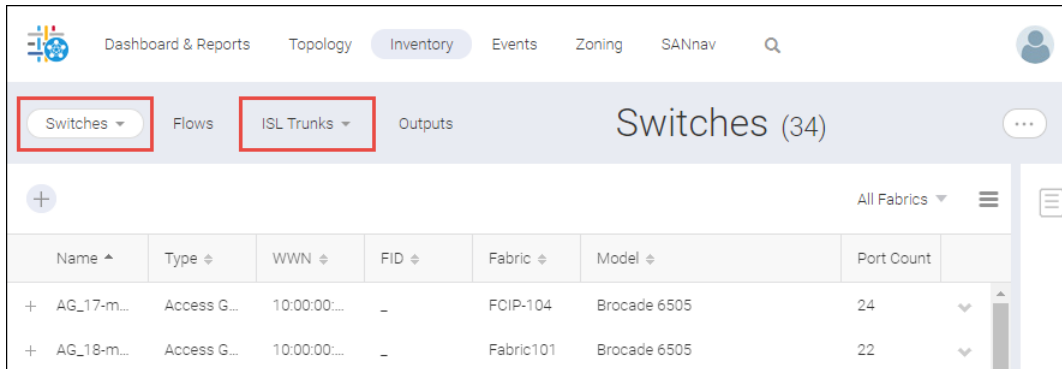 Dashboard & Reports Topology Inventory Events Zoning SANnav
Switches Flows ISL Trunks Outputs Switches (34) ...
All Fabrics
Name Type WWN FID Fabric Model Port Count
AG_17-m... Access G... 10:00:00:... _ FCIP-104 Brocade 6505 24
AG_18-m... Access G... 10:00:00:... _ Fabric101 Brocade 6505 22